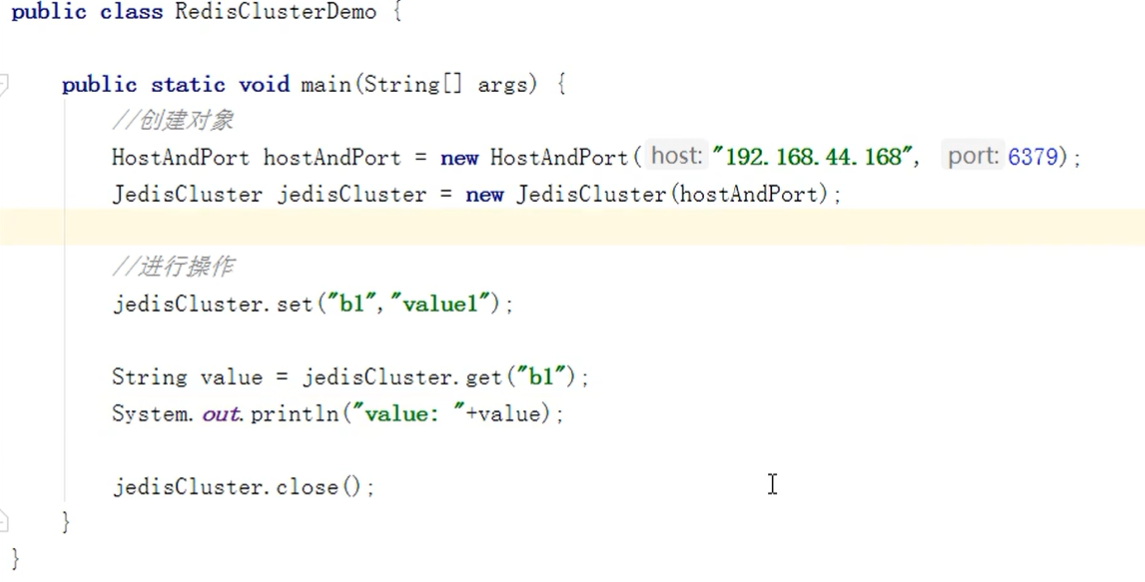 public class RedisClusterDemo {
public static void main(String[] args) {
//创建对象
HostAndPort hostAndPort = new HostAndPort( host: "192.168.44.168", port: 6379);
JedisCluster jedisCluster = new JedisCluster(hostAndPort);
//进行操作
jedisCluster.set("b1","value1");
String value = jedisCluster.get("b1");
System.out.println("value: "+value);
jedisCluster.close();
}
}